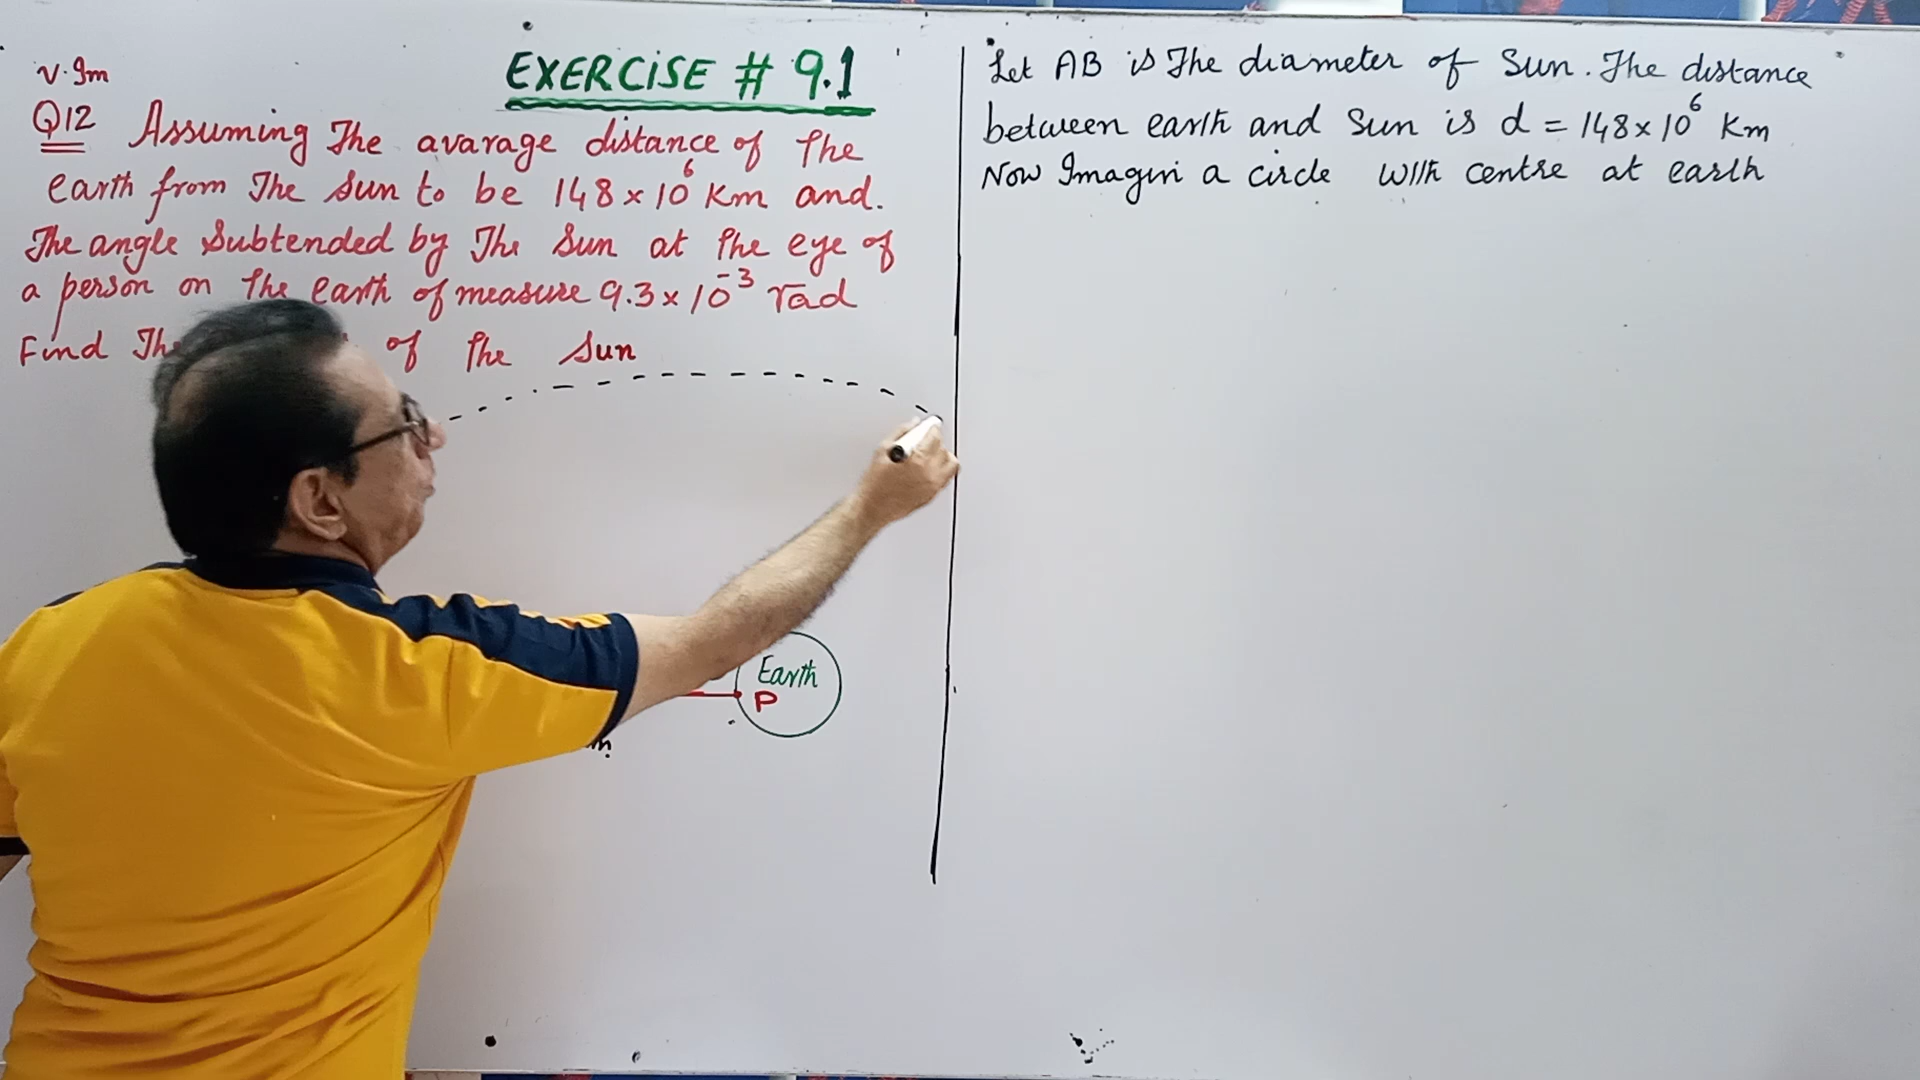 EXERCISE # 9.1
V. Im
Q12 Assuming The avarage distance of The
earth from The Sun to be 148 x 10⁶ Km and.
The angle Subtended by The Sun at The eye of
a person on The earth of measure 9.3 x 10⁻³ rad
Find The of The Sun
Earth
P
Let AB is The diameter of Sun. The distance
between earth and Sun is d = 148 x 10⁶ Km
Now Imagin a circle with centre at earth